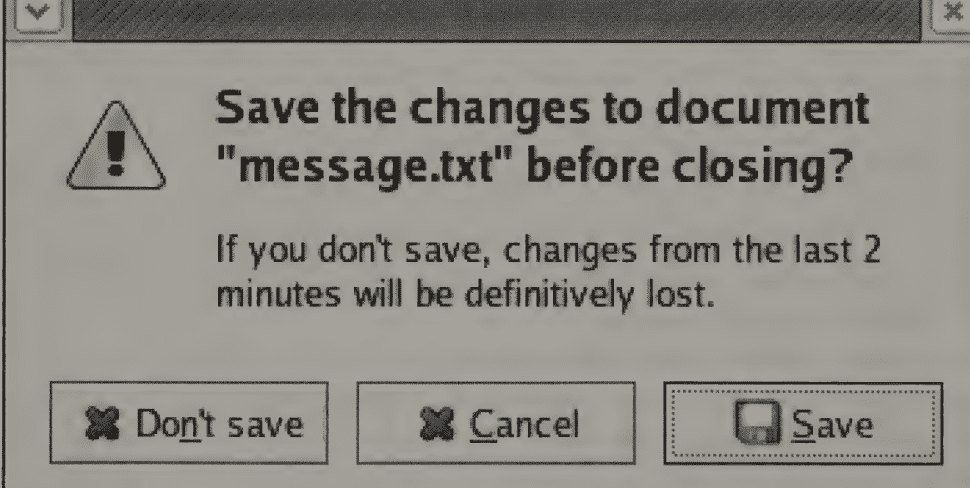 Save the changes to document
"message.txt" before closing?
If you don't save, changes from the last 2
minutes will be definitively lost.
Don't save
Cancel
Save